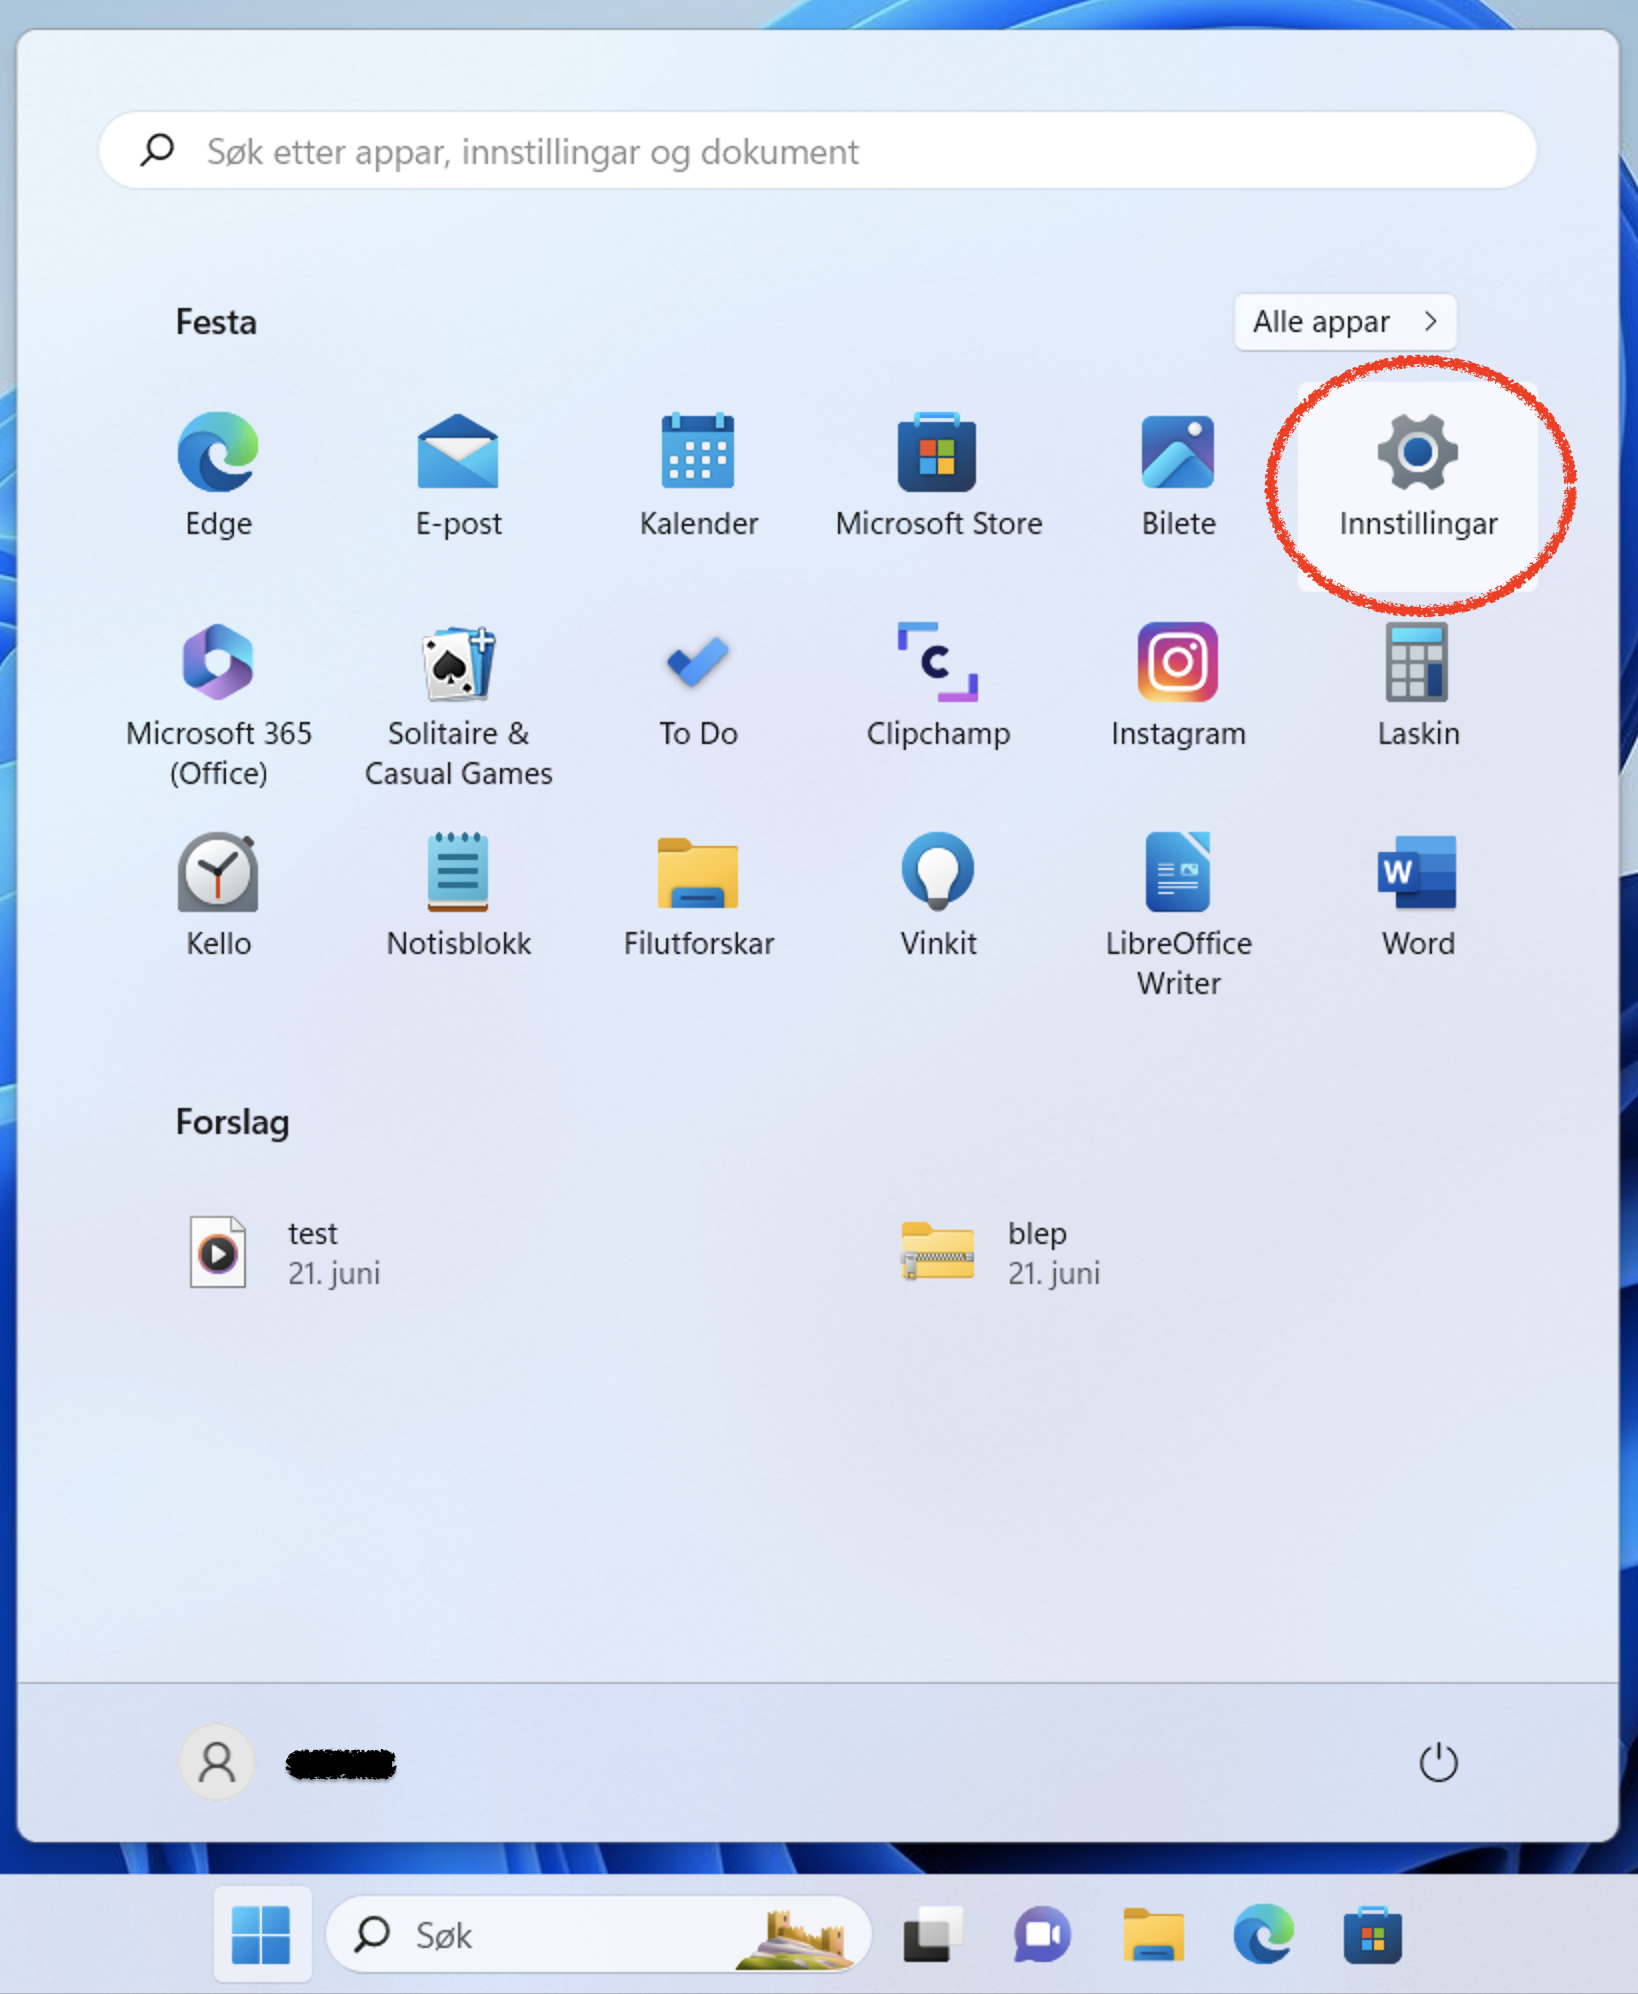 Søk etter appar, innstillingar og dokument
Festa
Alle appar
Edge
E-post
Kalender
Microsoft Store
Bilete
Innstillingar
Microsoft 365
(Office)
Solitaire &
Casual Games
To Do
Clipchamp
Instagram
Laskin
Kello
Notisblokk
Filutforskar
Vinkit
LibreOffice
Writer
Word
Forslag
test
21. juni
blep
21. juni
Søk